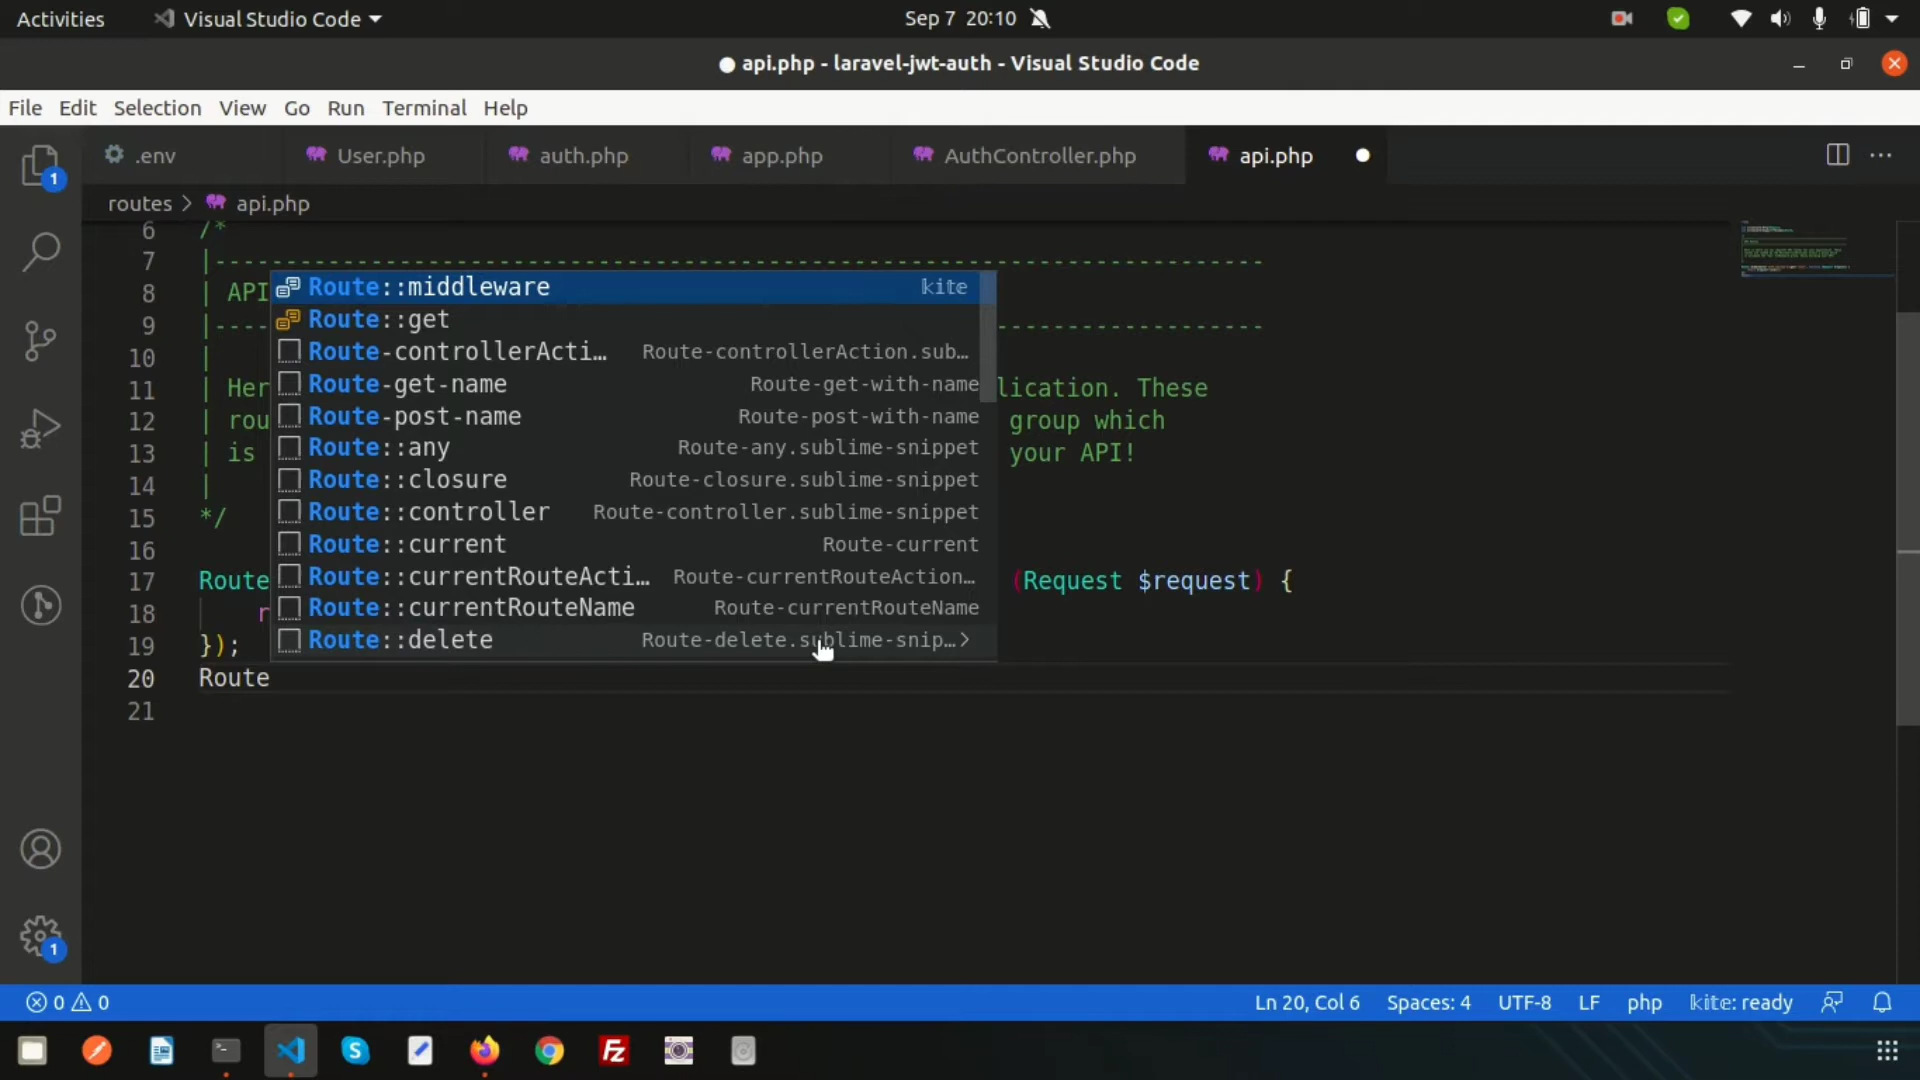 Activities Visual Studio Code Sep 7 20:10
api.php - laravel-jwt-auth - Visual Studio Code
File Edit Selection View Go Run Terminal Help
1 .env User.php auth.php app.php AuthController.php api.php
routes > api.php
6 /*
7 |--------------------------------------------------------------------------
8 | API
9 |--------------------------------------------------------------------------
10 |
11 | Her lication. These
12 | rou group which
13 | is your API!
14 |
15 */
16
17 Route (Request $request) {
18 r
19 });
20 Route
21
Route::middleware kite
Route::get
Route-controllerActi… Route-controllerAction.sub…
Route-get-name Route-get-with-name
Route-post-name Route-post-with-name
Route::any Route-any.sublime-snippet
Route::closure Route-closure.sublime-snippet
Route::controller Route-controller.sublime-snippet
Route::current Route-current
Route::currentRouteActi… Route-currentRouteAction…
Route::currentRouteName Route-currentRouteName
Route::delete Route-delete.sublime-snip…>
1
0 0 Ln 20, Col 6 Spaces: 4 UTF-8 LF php kite: ready